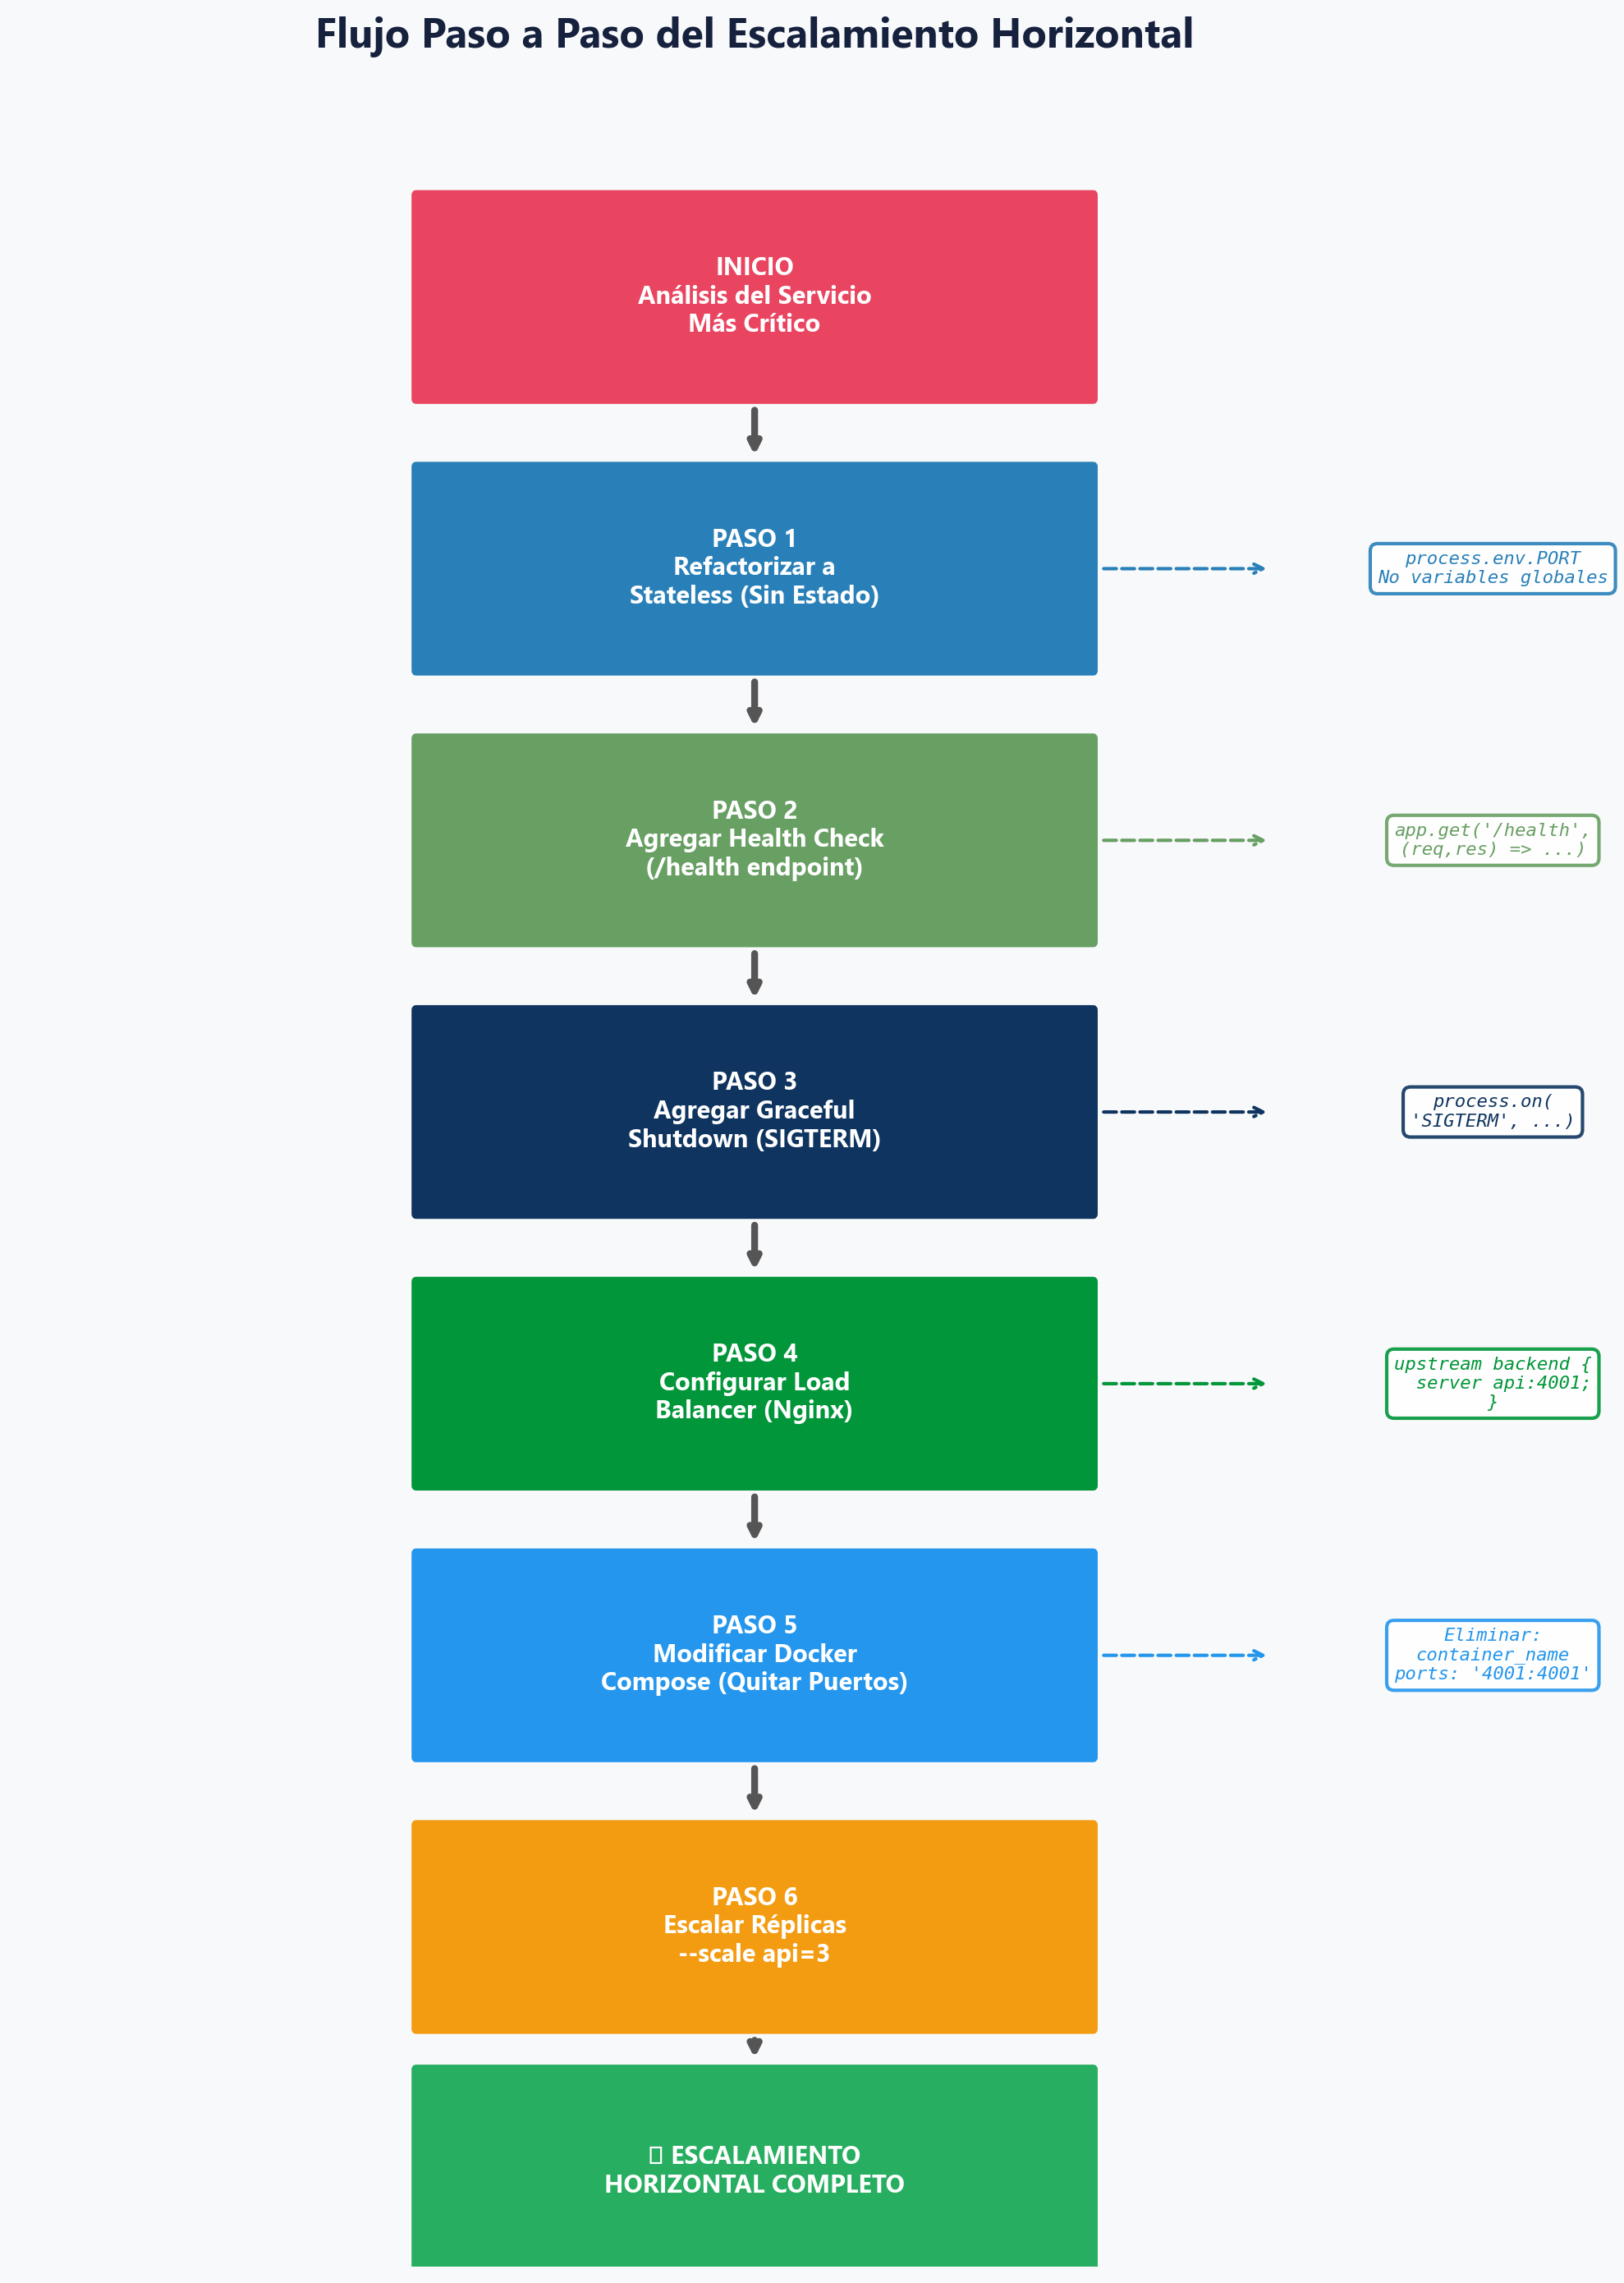 Flujo Paso a Paso del Escalamiento Horizontal
INICIO
Análisis del Servicio
Más Crítico
PASO 1
Refactorizar a
Stateless (Sin Estado)
process.env.PORT
No variables globales
PASO 2
Agregar Health Check
(/health endpoint)
app.get('/health',
(req,res) => ...)
PASO 3
Agregar Graceful
Shutdown (SIGTERM)
process.on(
'SIGTERM', ...)
PASO 4
Configurar Load
Balancer (Nginx)
upstream backend {
server api:4001;
}
PASO 5
Modificar Docker
Compose (Quitar Puertos)
Eliminar:
container_name
ports: '4001:4001'
PASO 6
Escalar Réplicas
--scale api=3
ESCALAMIENTO
HORIZONTAL COMPLETO